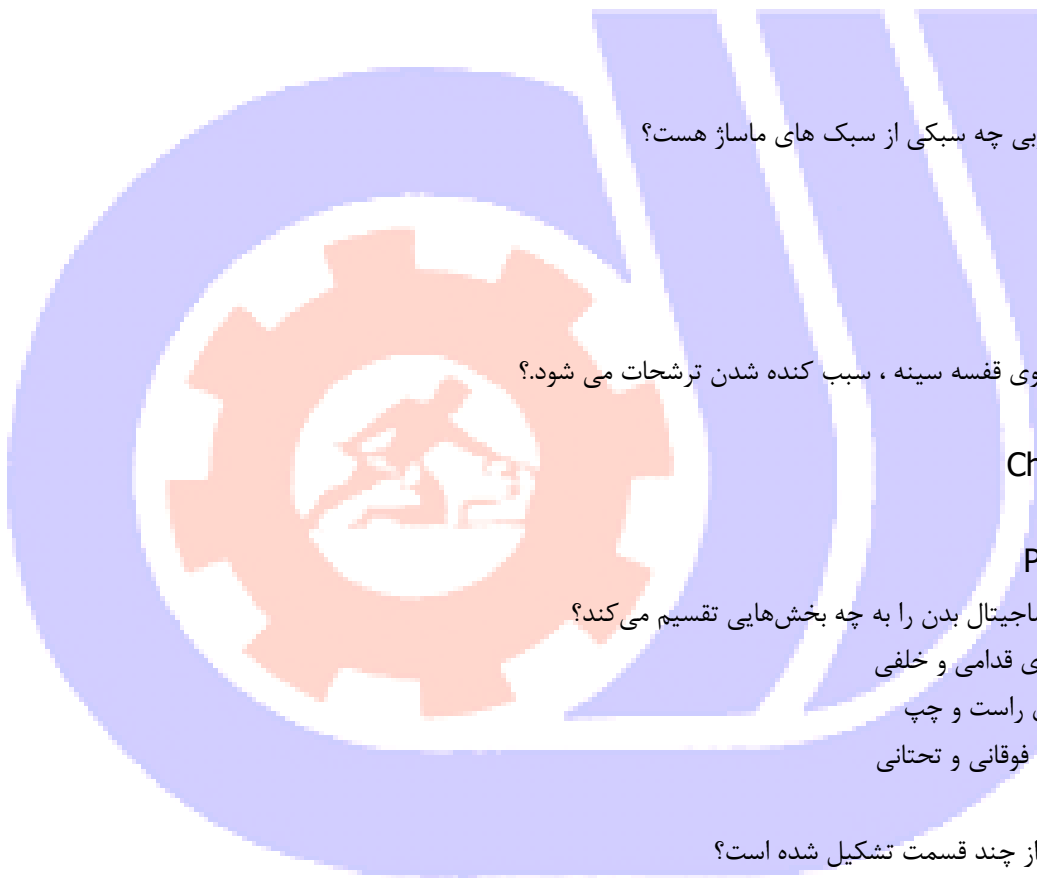 بی چه سبکی از سبک های ماساژ هست؟
وی قفسه سینه ، سبب کنده شدن ترشحات می شود.؟
Ch
P
ساجیتال بدن را به چه بخش‌هایی تقسیم می‌کند؟
ی قدامی و خلفی
راست و چپ
فوقانی و تحتانی
از چند قسمت تشکیل شده است؟